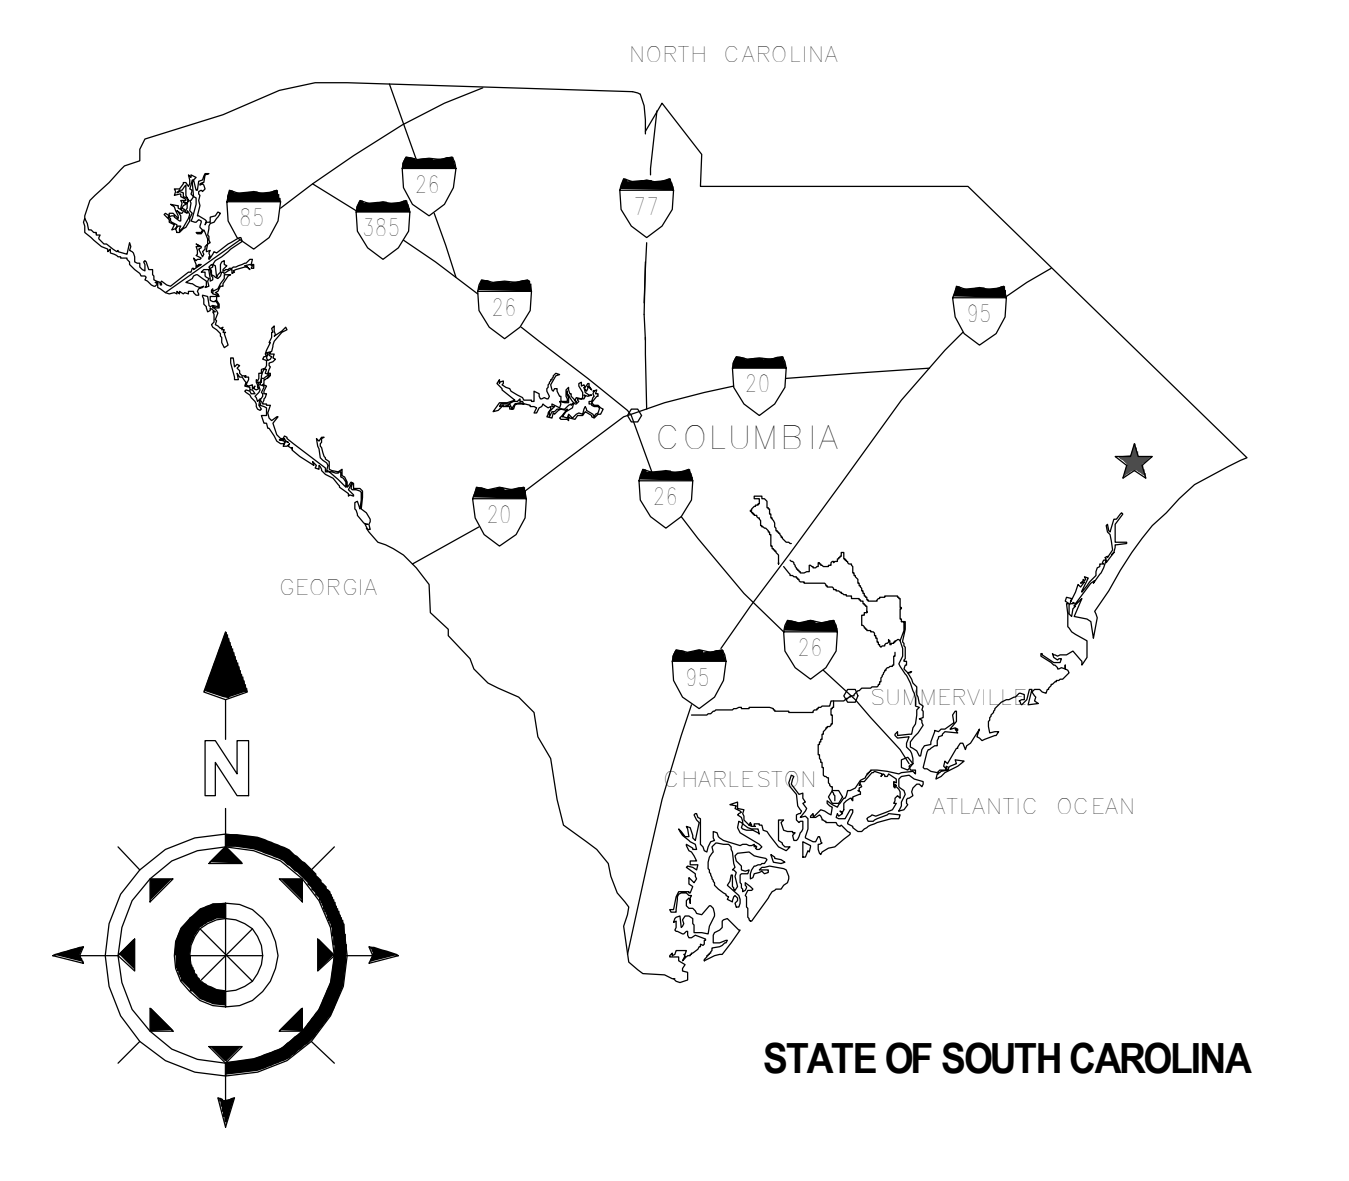 NORTH CAROLINA
26
85
385
77
26
95
20
COLUMBIA
26
20
GEORGIA
26
95
SUMMERVILLE
N
CHARLESTON
ATLANTIC OCEAN
STATE OF SOUTH CAROLINA